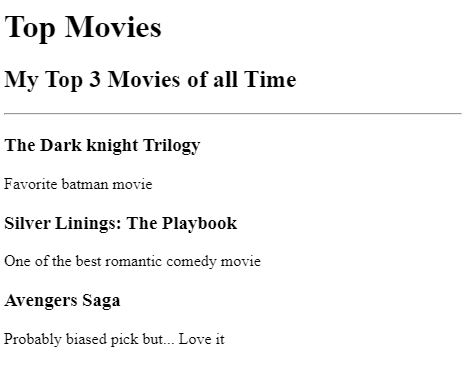 Top Movies
My Top 3 Movies of all Time
The Dark knight Trilogy
Favorite batman movie
Silver Linings: The Playbook
One of the best romantic comedy movie
Avengers Saga
Probably biased pick but... Love it